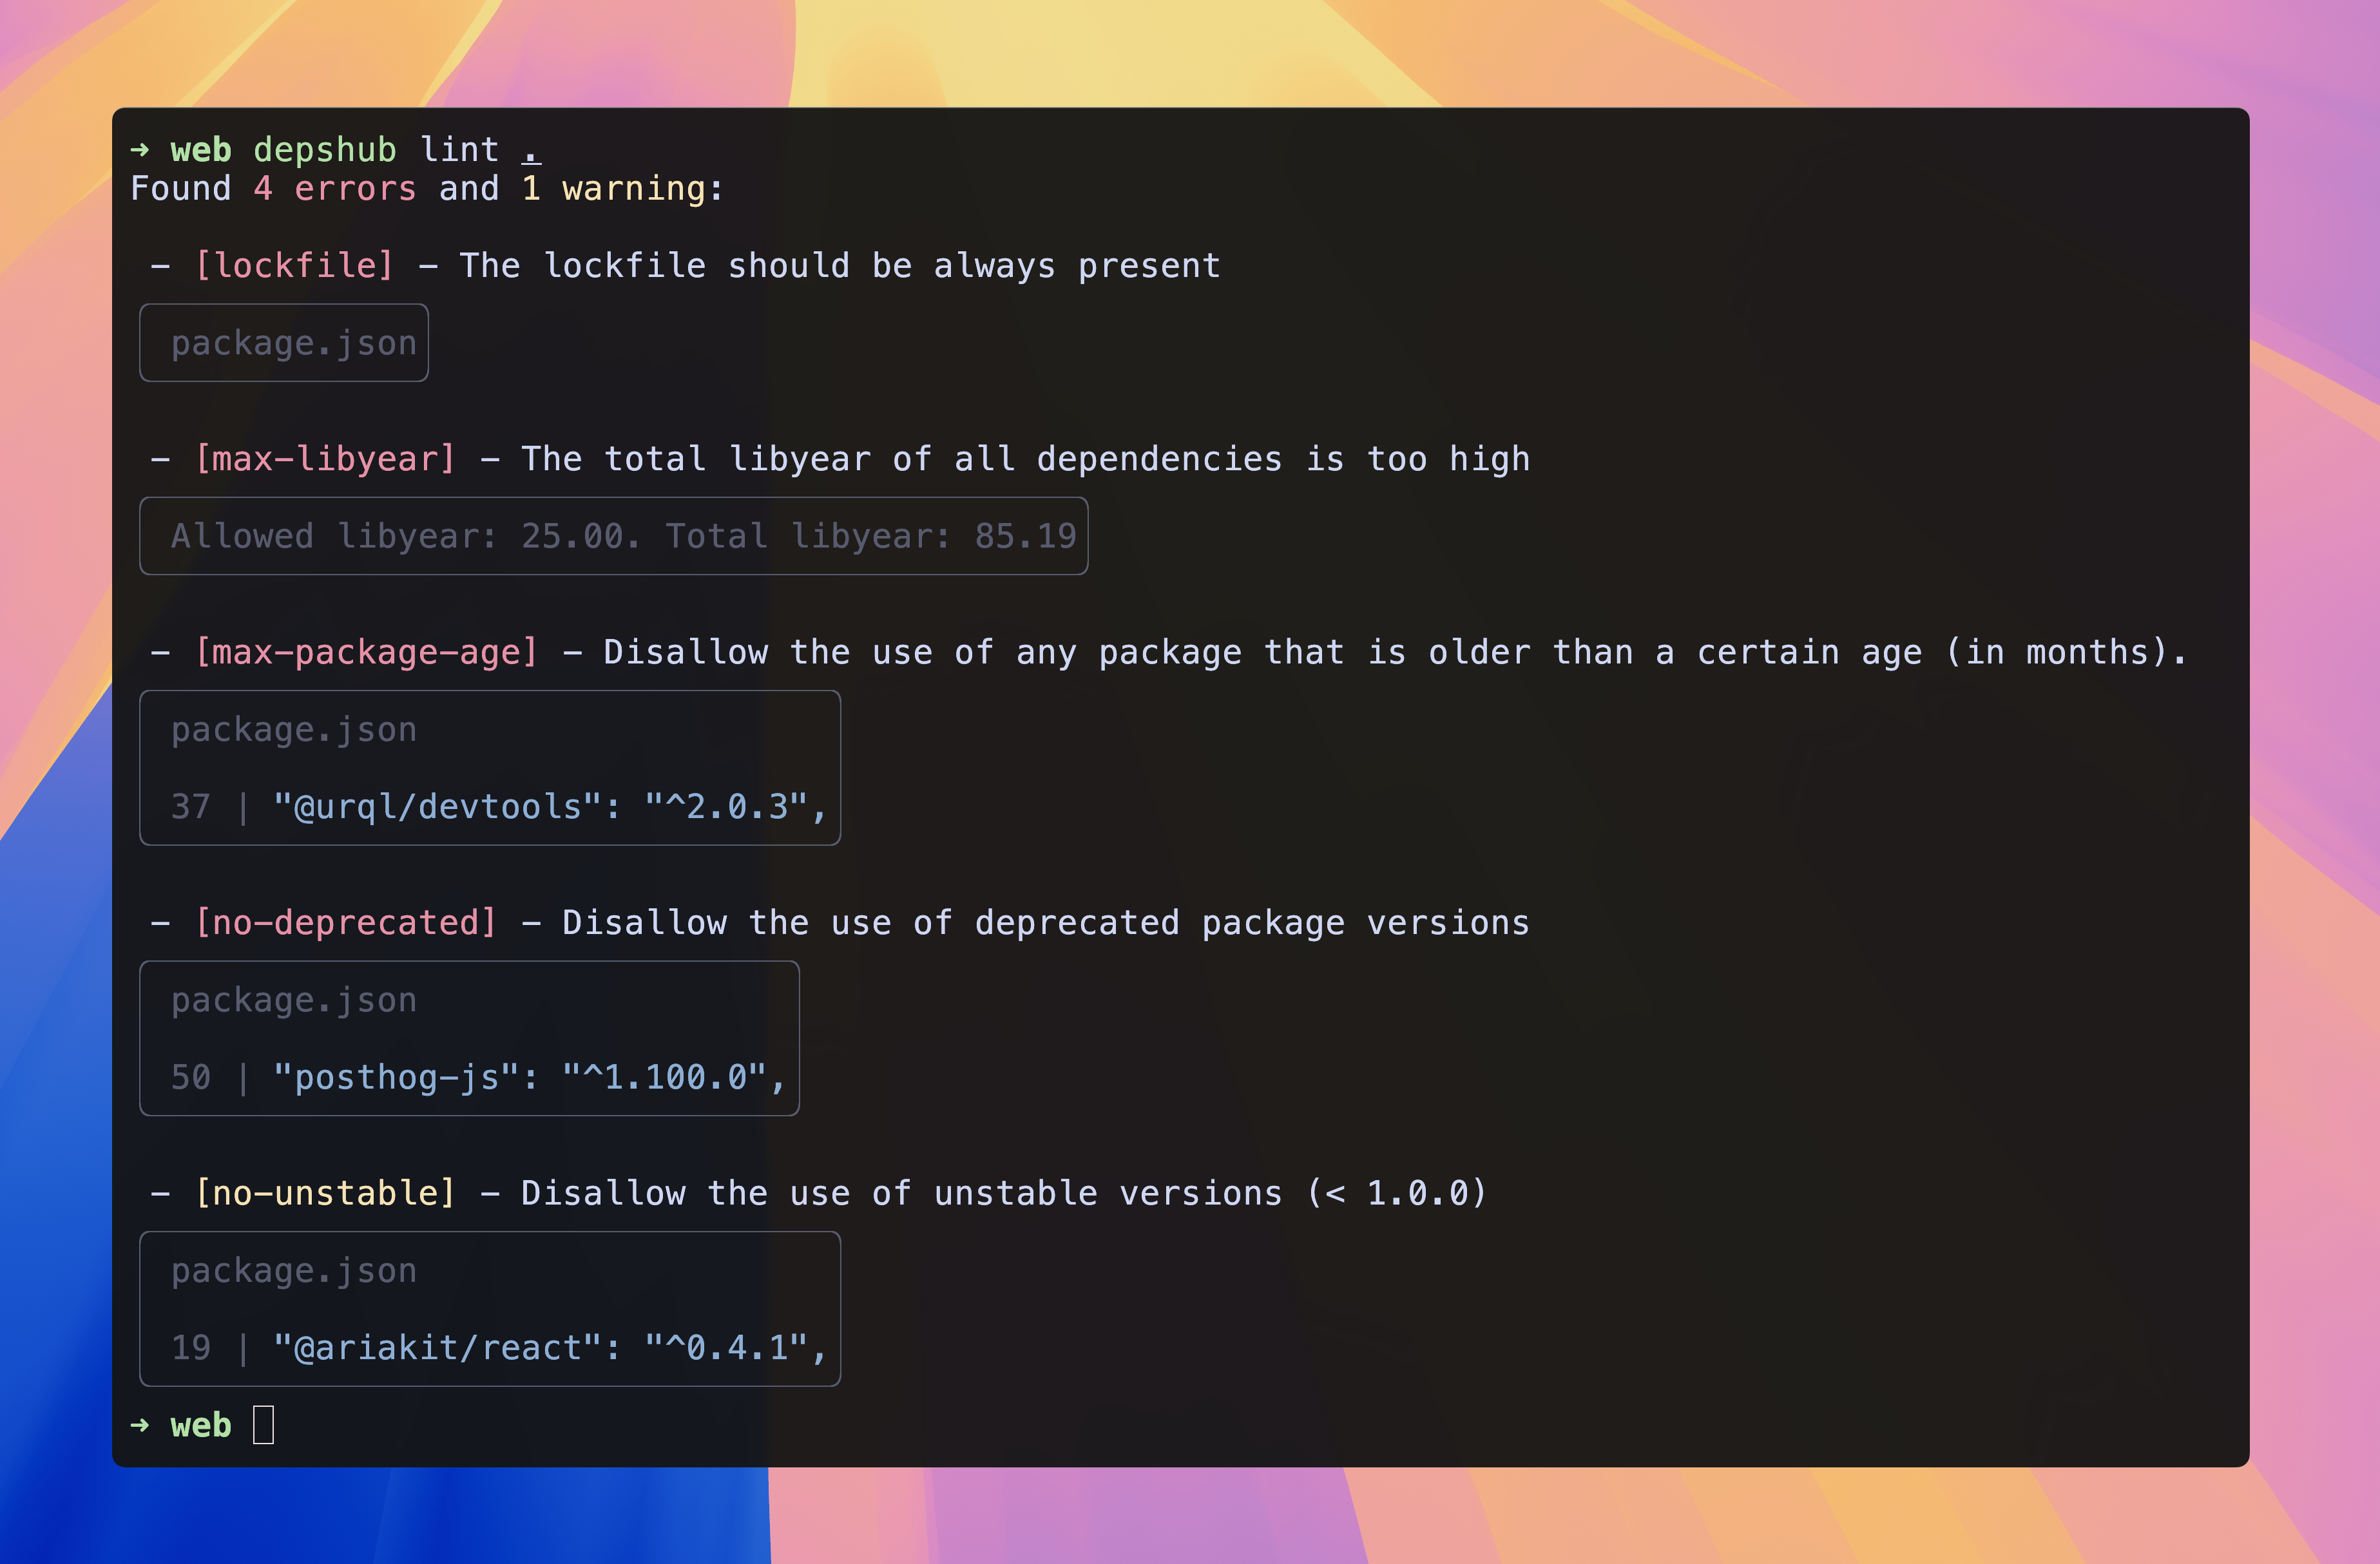 ➜ web depshub lint .
Found 4 errors and 1 warning:
– [lockfile] – The lockfile should be always present
package.json
– [max-libyear] – The total libyear of all dependencies is too high
Allowed libyear: 25.00. Total libyear: 85.19
– [max-package-age] – Disallow the use of any package that is older than a certain age (in months).
package.json
37 | "@urql/devtools": "^2.0.3",
– [no-deprecated] – Disallow the use of deprecated package versions
package.json
50 | "posthog-js": "^1.100.0",
– [no-unstable] – Disallow the use of unstable versions (< 1.0.0)
package.json
19 | "@ariakit/react": "^0.4.1",
➜ web